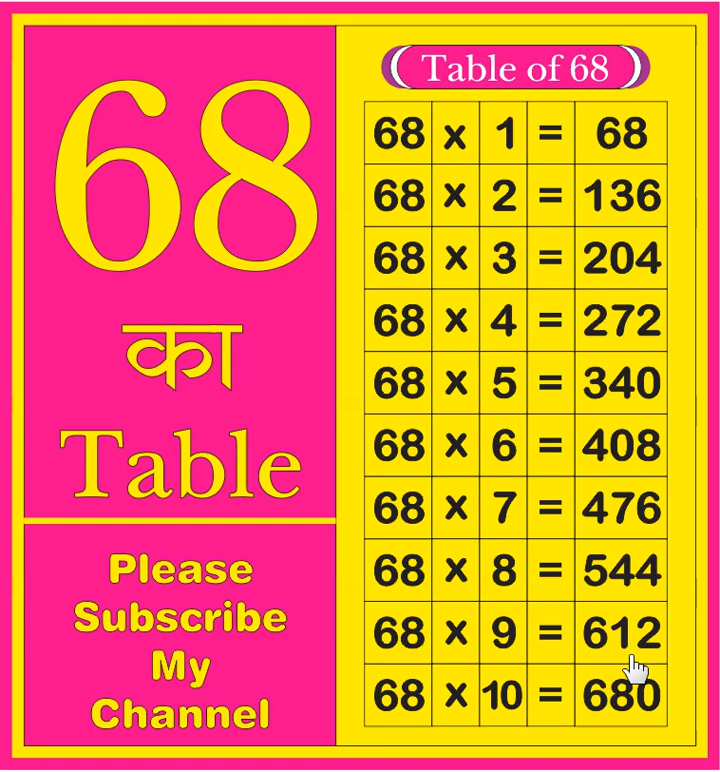 68
का
Table
Please
Subscribe
My
Channel
Table of 68
68 x 1 = 68
68 x 2 = 136
68 x 3 = 204
68 x 4 = 272
68 x 5 = 340
68 x 6 = 408
68 x 7 = 476
68 x 8 = 544
68 x 9 = 612
68 x 10 = 680